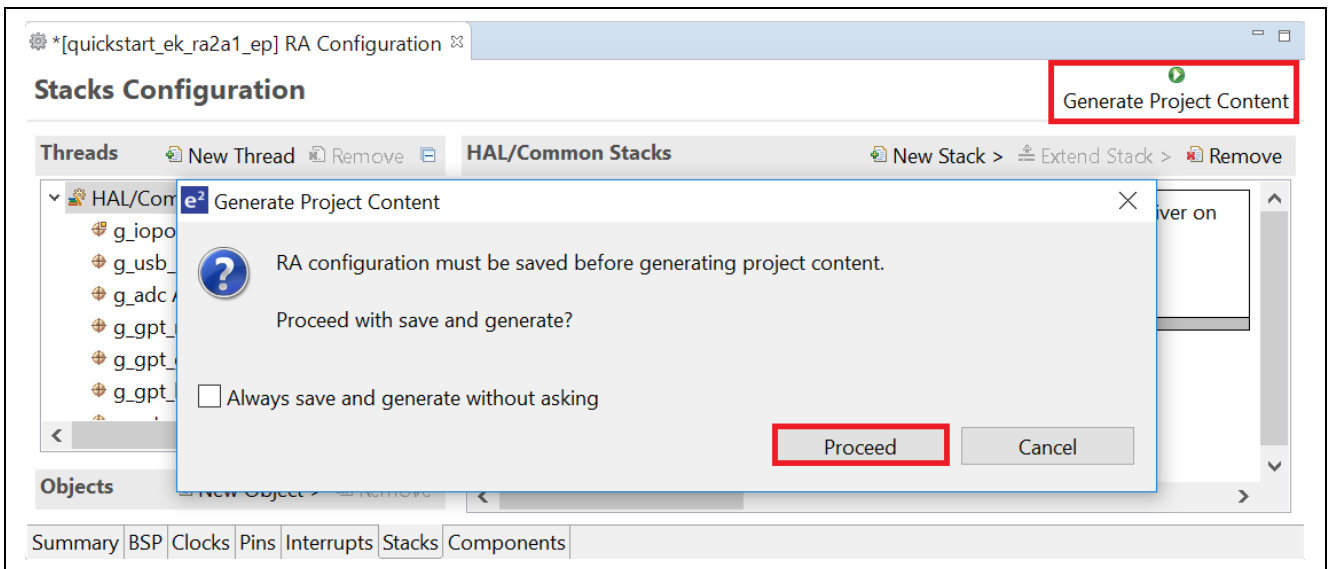 *[quickstart_ek_ra2a1_ep] RA Configuration
Stacks Configuration
Generate Project Content
Threads New Thread Remove HAL/Common Stacks New Stack > Extend Stack > Remove
HAL/Com
e² Generate Project Content
iver on
g_iopo
g_usb_
g_adc
g_gpt_
g_gpt_
g_gpt_
RA configuration must be saved before generating project content.
Proceed with save and generate?
Always save and generate without asking
Proceed Cancel
Objects New Object > Remove
Summary BSP Clocks Pins Interrupts Stacks Components